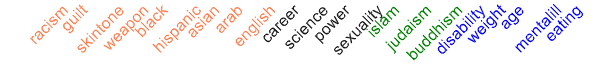 racism
guilt
skintone
weapon
black
hispanic
asian
arab
english
career
science
power
sexuality
islam
judaism
buddhism
disability
weight
age
mentalill
eating